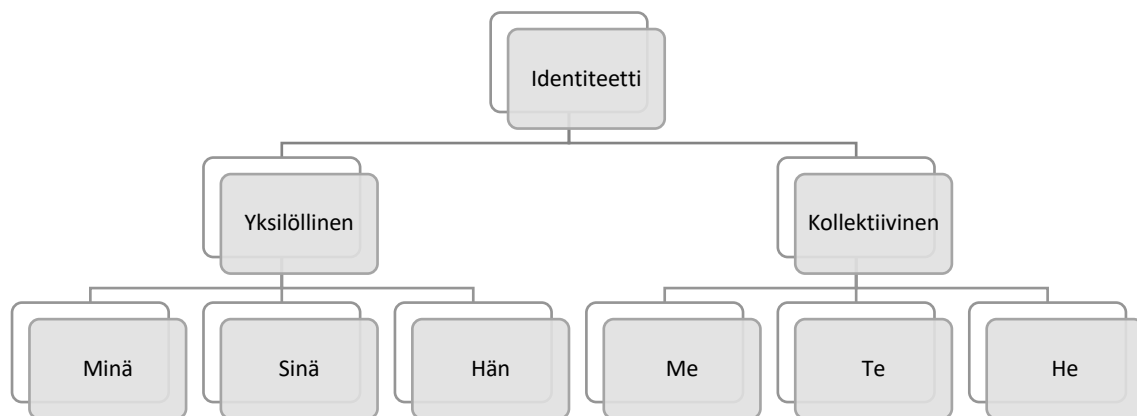 Identiteetti
Yksilöllinen
Kollektiivinen
Minä
Sinä
Hän
Me
Te
He